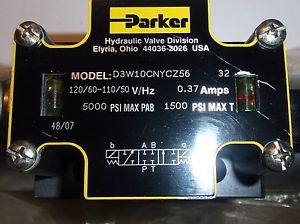 Parker
Hydraulic Valve Division
Elyria, Ohio 44036-2026 USA
MODEL: D3W10CNYCZ56 32
120/60-110/50 V/Hz 0.37 Amps
5000 PSI MAX PAB 1500 PSI MAX T
48/07
b A B a
P T